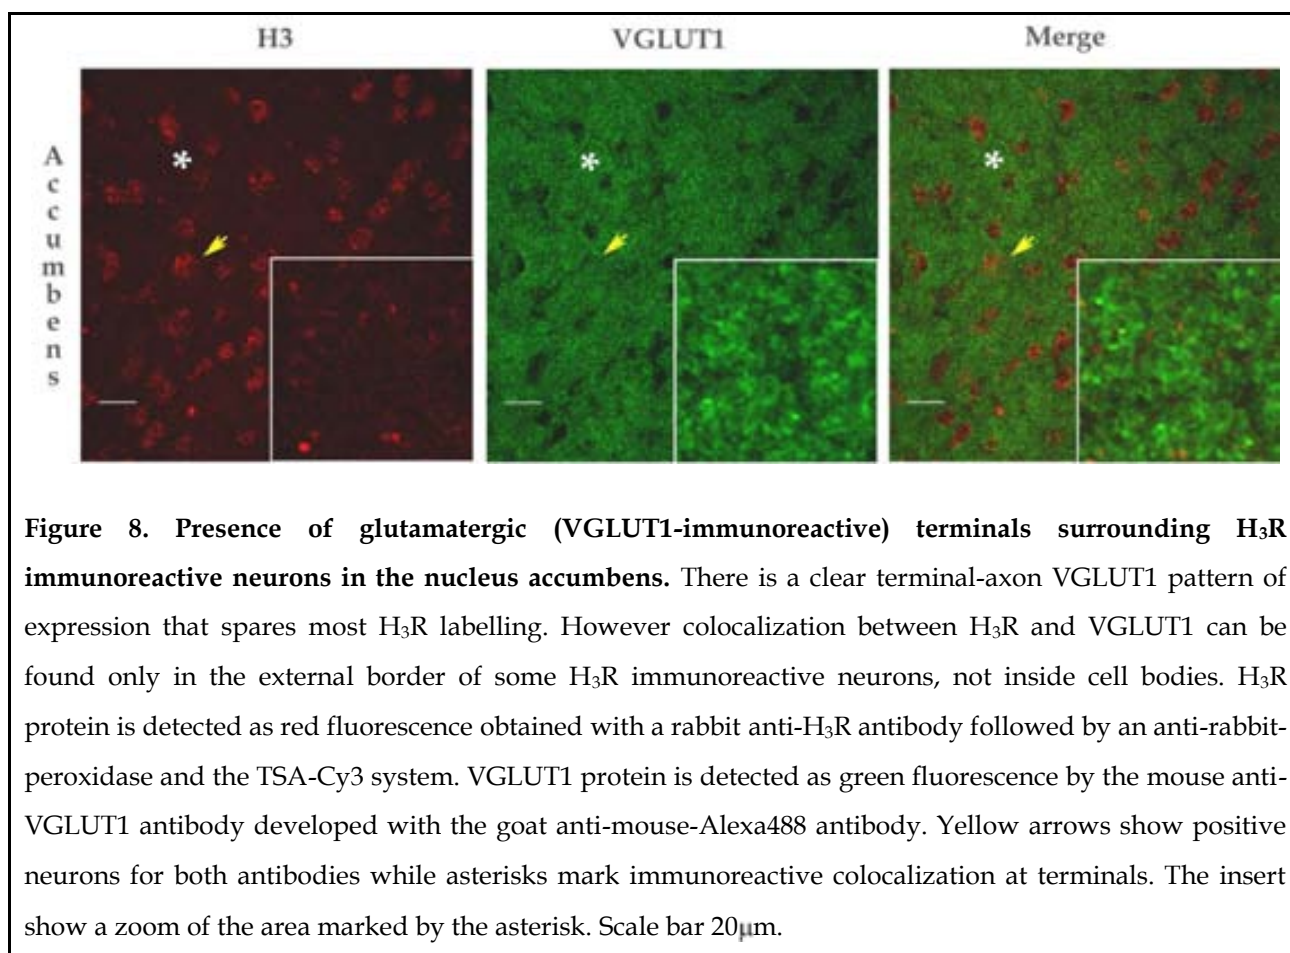 H3 VGLUT1 Merge
Accumbens
*
*
*
Figure 8. Presence of glutamatergic (VGLUT1-immunoreactive) terminals surrounding H₃R
immunoreactive neurons in the nucleus accumbens. There is a clear terminal-axon VGLUT1 pattern of
expression that spares most H₃R labelling. However colocalization between H₃R and VGLUT1 can be
found only in the external border of some H₃R immunoreactive neurons, not inside cell bodies. H₃R
protein is detected as red fluorescence obtained with a rabbit anti-H₃R antibody followed by an anti-rabbit-
peroxidase and the TSA-Cy3 system. VGLUT1 protein is detected as green fluorescence by the mouse anti-
VGLUT1 antibody developed with the goat anti-mouse-Alexa488 antibody. Yellow arrows show positive
neurons for both antibodies while asterisks mark immunoreactive colocalization at terminals. The insert
show a zoom of the area marked by the asterisk. Scale bar 20μm.